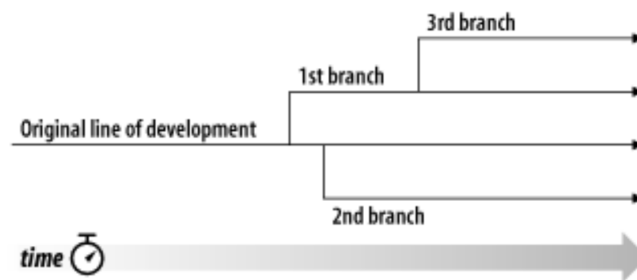 3rd branch
1st branch
Original line of development
2nd branch
time